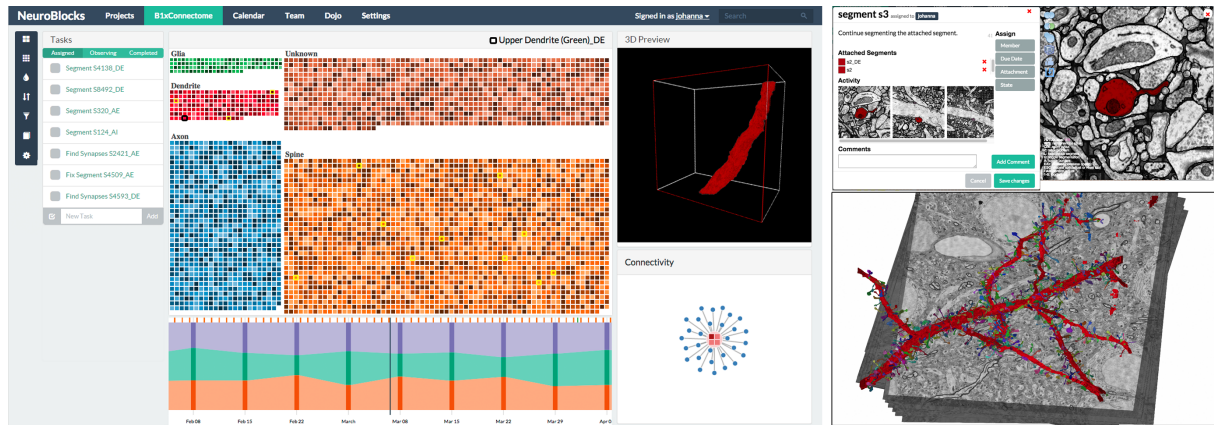 NeuroBlocks Projects B1xConnectome Calendar Team Dojo Settings Signed in as johanna Search
Tasks
Assigned Observing Completed
Segment S4138_DE
Segment S8492_DE
Segment S320_AE
Segment S124_AI
Find Synapses S2421_AE
Fix Segment S4509_AE
Find Synapses S4593_DE
New Task Add
Upper Dendrite (Green)_DE
Glia
Unknown
Dendrite
Axon
Spine
Feb 08 Feb 15 Feb 22 March Mar 08 Mar 15 Mar 22 Mar 29 Apr 0
3D Preview
Connectivity
segment s3 assigned to johanna
Continue segmenting the attached segment.
Assign
Member
Due Date
Attachment
State
Attached Segments
s2_DE
s2
Activity
Comments
Add Comment
Cancel Save changes